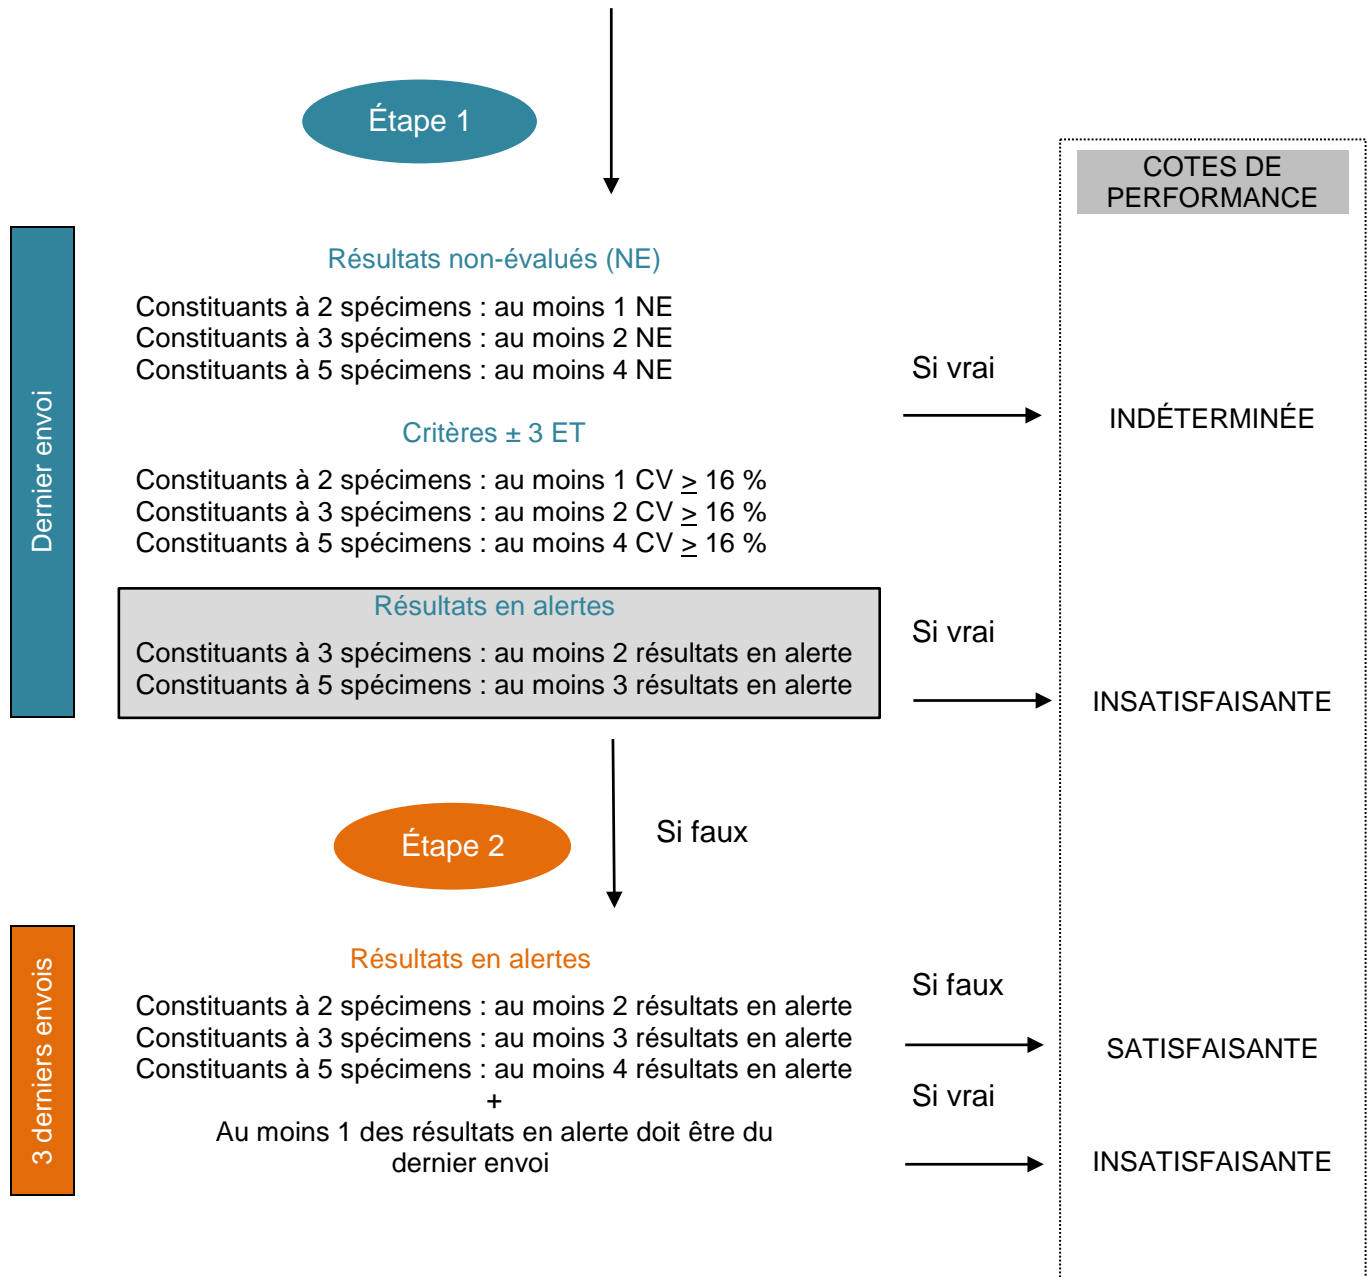 Étape 1
COTES DE
PERFORMANCE
Dernier envoi
Résultats non-évalués (NE)
Constituants à 2 spécimens : au moins 1 NE
Constituants à 3 spécimens : au moins 2 NE
Constituants à 5 spécimens : au moins 4 NE
Si vrai
INDÉTERMINÉE
Critères ± 3 ET
Constituants à 2 spécimens : au moins 1 CV ≥ 16 %
Constituants à 3 spécimens : au moins 2 CV ≥ 16 %
Constituants à 5 spécimens : au moins 4 CV ≥ 16 %
Résultats en alertes
Constituants à 3 spécimens : au moins 2 résultats en alerte
Constituants à 5 spécimens : au moins 3 résultats en alerte
Si vrai
INSATISFAISANTE
Étape 2
Si faux
3 derniers envois
Résultats en alertes
Constituants à 2 spécimens : au moins 2 résultats en alerte
Constituants à 3 spécimens : au moins 3 résultats en alerte
Constituants à 5 spécimens : au moins 4 résultats en alerte
+
Au moins 1 des résultats en alerte doit être du
dernier envoi
Si faux
SATISFAISANTE
Si vrai
INSATISFAISANTE